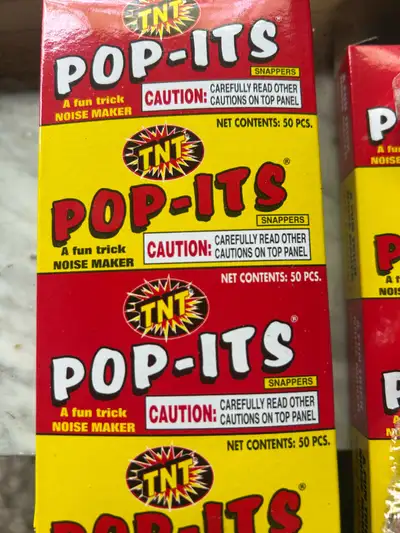 TNT
POP-ITS®
SNAPPERS
A fun trick
NOISE MAKER
CAUTION: CAREFULLY READ OTHER
CAUTIONS ON TOP PANEL
NET CONTENTS: 50 PCS.
TNT
POP-ITS®
SNAPPERS
A fun trick
NOISE MAKER
CAUTION: CAREFULLY READ OTHER
CAUTIONS ON TOP PANEL
NET CONTENTS: 50 PCS.
TNT
POP-ITS®
SNAPPERS
A fun trick
NOISE MAKER
CAUTION: CAREFULLY READ OTHER
CAUTIONS ON TOP PANEL
NET CONTENTS: 50 PCS.
TNT
POP-ITS®